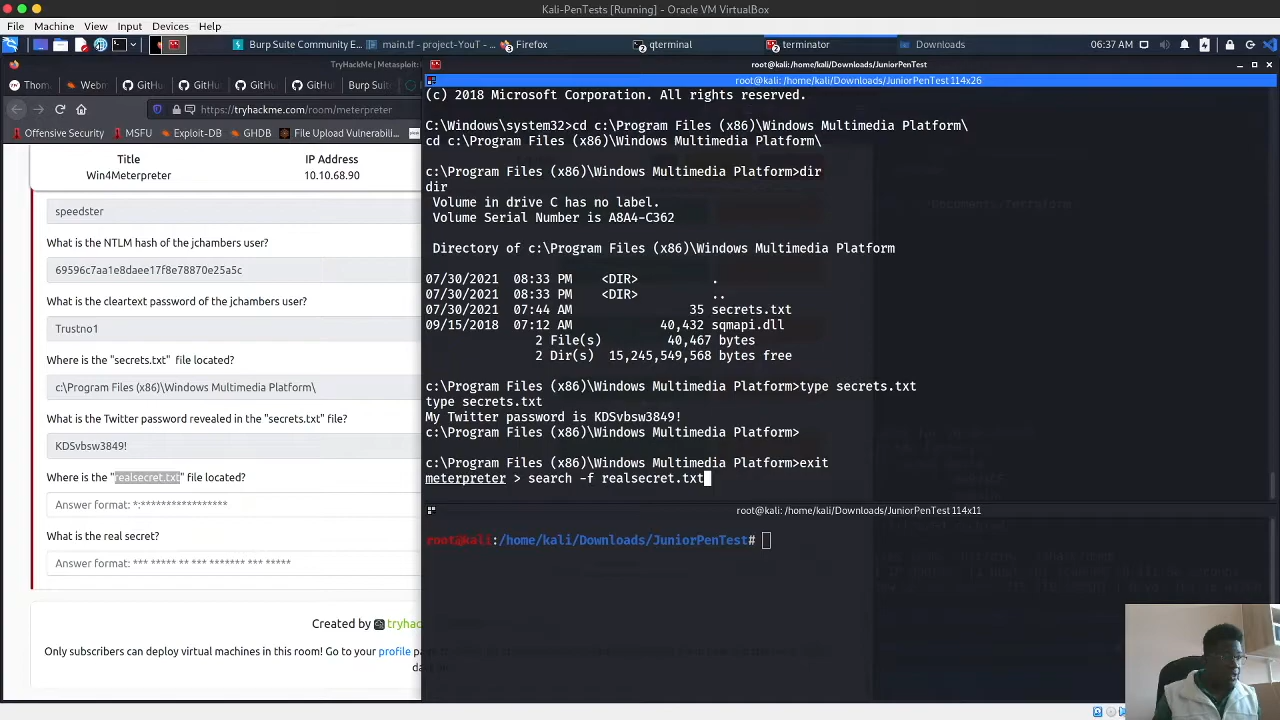 Kali-PenTests [Running] - Oracle VM VirtualBox
File Machine View Input Devices Help
Burp Suite Community E...
main.tf - project-YouT - ...
Firefox
qterminal
terminator
Downloads
06:37 AM
TryHackMe | Metasploit:
Thom
Burp Suite
https://tryhackme.com/room/meterpreter
Offensive Security
MSFU
Exploit-DB
GHDB
File Upload Vulnerabili...
Title
IP Address
Win4Meterpreter
10.10.68.90
speedster
What is the NTLM hash of the jchambers user?
69596c7aa1e8daee17f8e78870e25a5c
What is the cleartext password of the jchambers user?
Trustno1
Where is the "secrets.txt" file located?
c:\Program Files (x86)\Windows Multimedia Platform\
What is the Twitter password revealed in the "secrets.txt" file?
KDSvbsw3849!
Where is the "realsecret.txt" file located?
Answer format: *:****************
What is the real secret?
Answer format: *** ***** ** *** ******* *** *****
Created by tryhac
Only subscribers can deploy virtual machines in this room! Go to your profile p
terminator
root@kali: /home/kali/Downloads/JuniorPenTest
root@kali: /home/kali/Downloads/JuniorPenTest 114x26
(c) 2018 Microsoft Corporation. All rights reserved.
C:\Windows\system32>cd c:\Program Files (x86)\Windows Multimedia Platform\
cd c:\Program Files (x86)\Windows Multimedia Platform\
c:\Program Files (x86)\Windows Multimedia Platform>dir
dir
Volume in drive C has no label.
Volume Serial Number is A8A4-C362
Directory of c:\Program Files (x86)\Windows Multimedia Platform
07/30/2021 08:33 PM <DIR> .
07/30/2021 08:33 PM <DIR> ..
07/30/2021 07:44 AM 35 secrets.txt
09/15/2018 07:12 AM 40,432 sqmapi.dll
2 File(s) 40,467 bytes
2 Dir(s) 15,245,549,568 bytes free
c:\Program Files (x86)\Windows Multimedia Platform>type secrets.txt
type secrets.txt
My Twitter password is KDSvbsw3849!
c:\Program Files (x86)\Windows Multimedia Platform>
c:\Program Files (x86)\Windows Multimedia Platform>exit
meterpreter > search -f realsecret.txt
root@kali: /home/kali/Downloads/JuniorPenTest 114x11
root@kali:/home/kali/Downloads/JuniorPenTest#